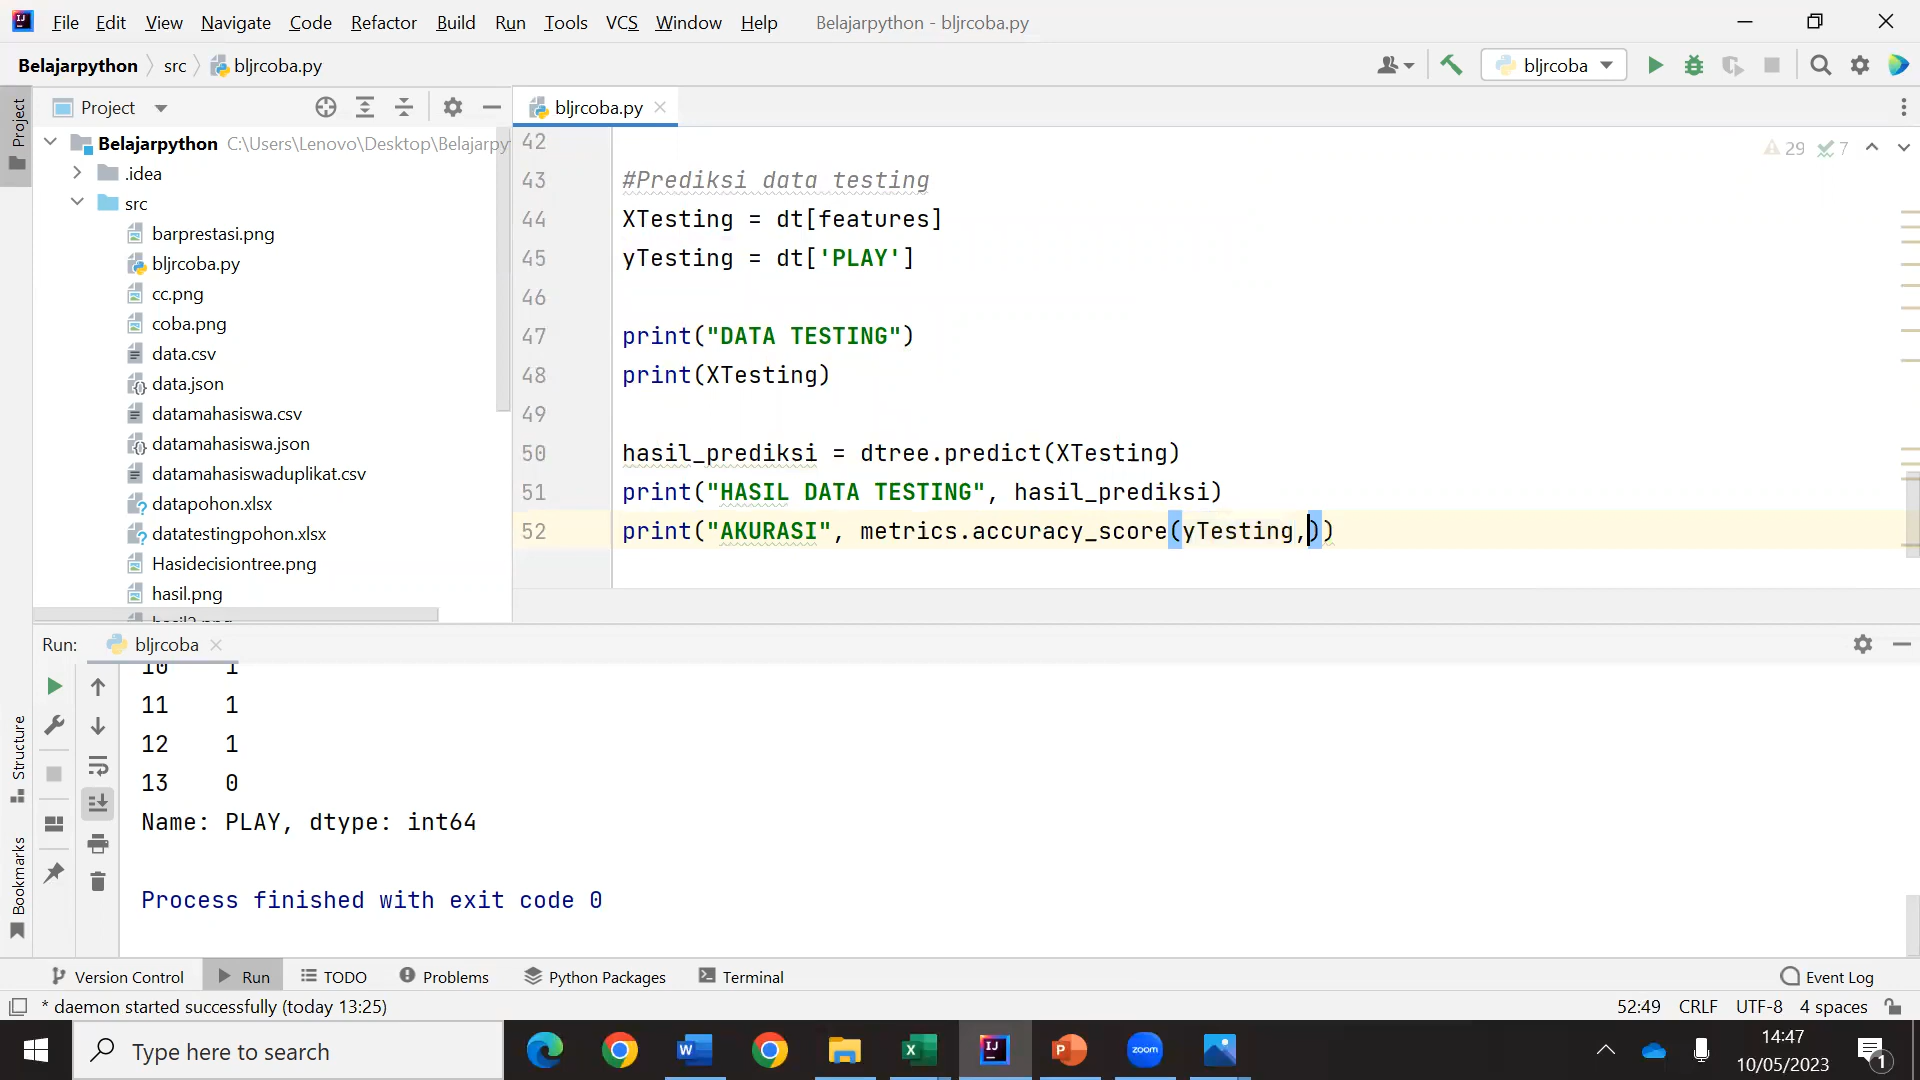 File Edit View Navigate Code Refactor Build Run Tools VCS Window Help Belajarpython - bljrcoba.py
Belajarpython src bljrcoba.py bljrcoba
Project
Project
bljrcoba.py
Belajarpython C:\Users\Lenovo\Desktop\Belajarpy
.idea
src
barprestasi.png
bljrcoba.py
cc.png
coba.png
data.csv
data.json
datamahasiswa.csv
datamahasiswa.json
datamahasiswaduplikat.csv
datapohon.xlsx
datatestingpohon.xlsx
Hasidecisiontree.png
hasil.png
hasil2.png
29 7
42
43 #Prediksi data testing
44 XTesting = dt[features]
45 yTesting = dt['PLAY']
46
47 print("DATA TESTING")
48 print(XTesting)
49
50 hasil_prediksi = dtree.predict(XTesting)
51 print("HASIL DATA TESTING", hasil_prediksi)
52 print("AKURASI", metrics.accuracy_score(yTesting,))
Run: bljrcoba
10 1
11 1
12 1
13 0
Name: PLAY, dtype: int64
Process finished with exit code 0
Structure
Bookmarks
Version Control Run TODO Problems Python Packages Terminal Event Log
* daemon started successfully (today 13:25) 52:49 CRLF UTF-8 4 spaces
Type here to search
zoom
14:47
10/05/2023
1